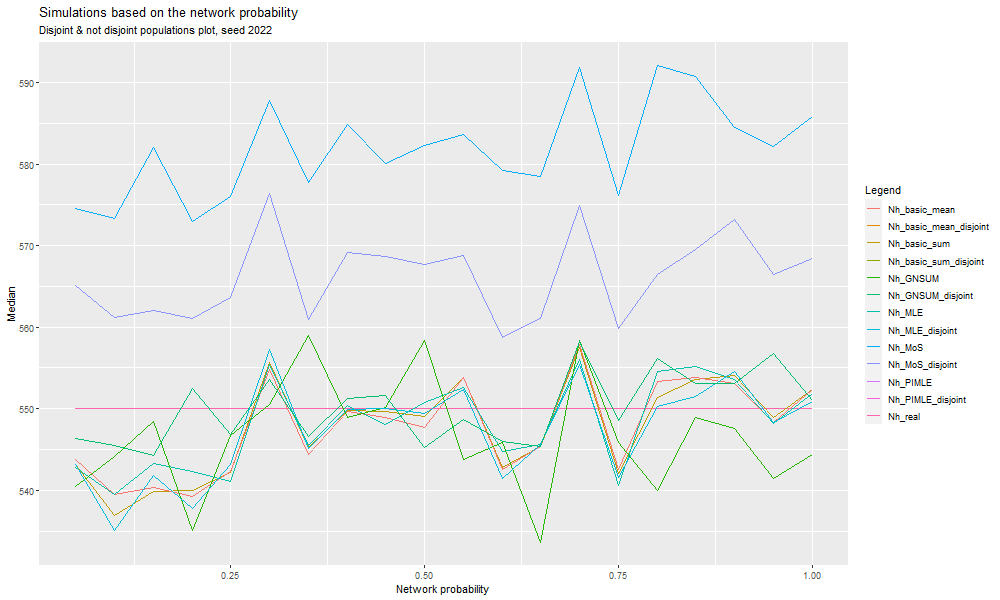 Simulations based on the network probability
Disjoint & not disjoint populations plot, seed 2022
590
580
570
560
550
540
Median
0.25
0.50
0.75
1.00
Network probability
Legend
Nh_basic_mean
Nh_basic_mean_disjoint
Nh_basic_sum
Nh_basic_sum_disjoint
Nh_GNSUM
Nh_GNSUM_disjoint
Nh_MLE
Nh_MLE_disjoint
Nh_MoS
Nh_MoS_disjoint
Nh_PIMLE
Nh_PIMLE_disjoint
Nh_real